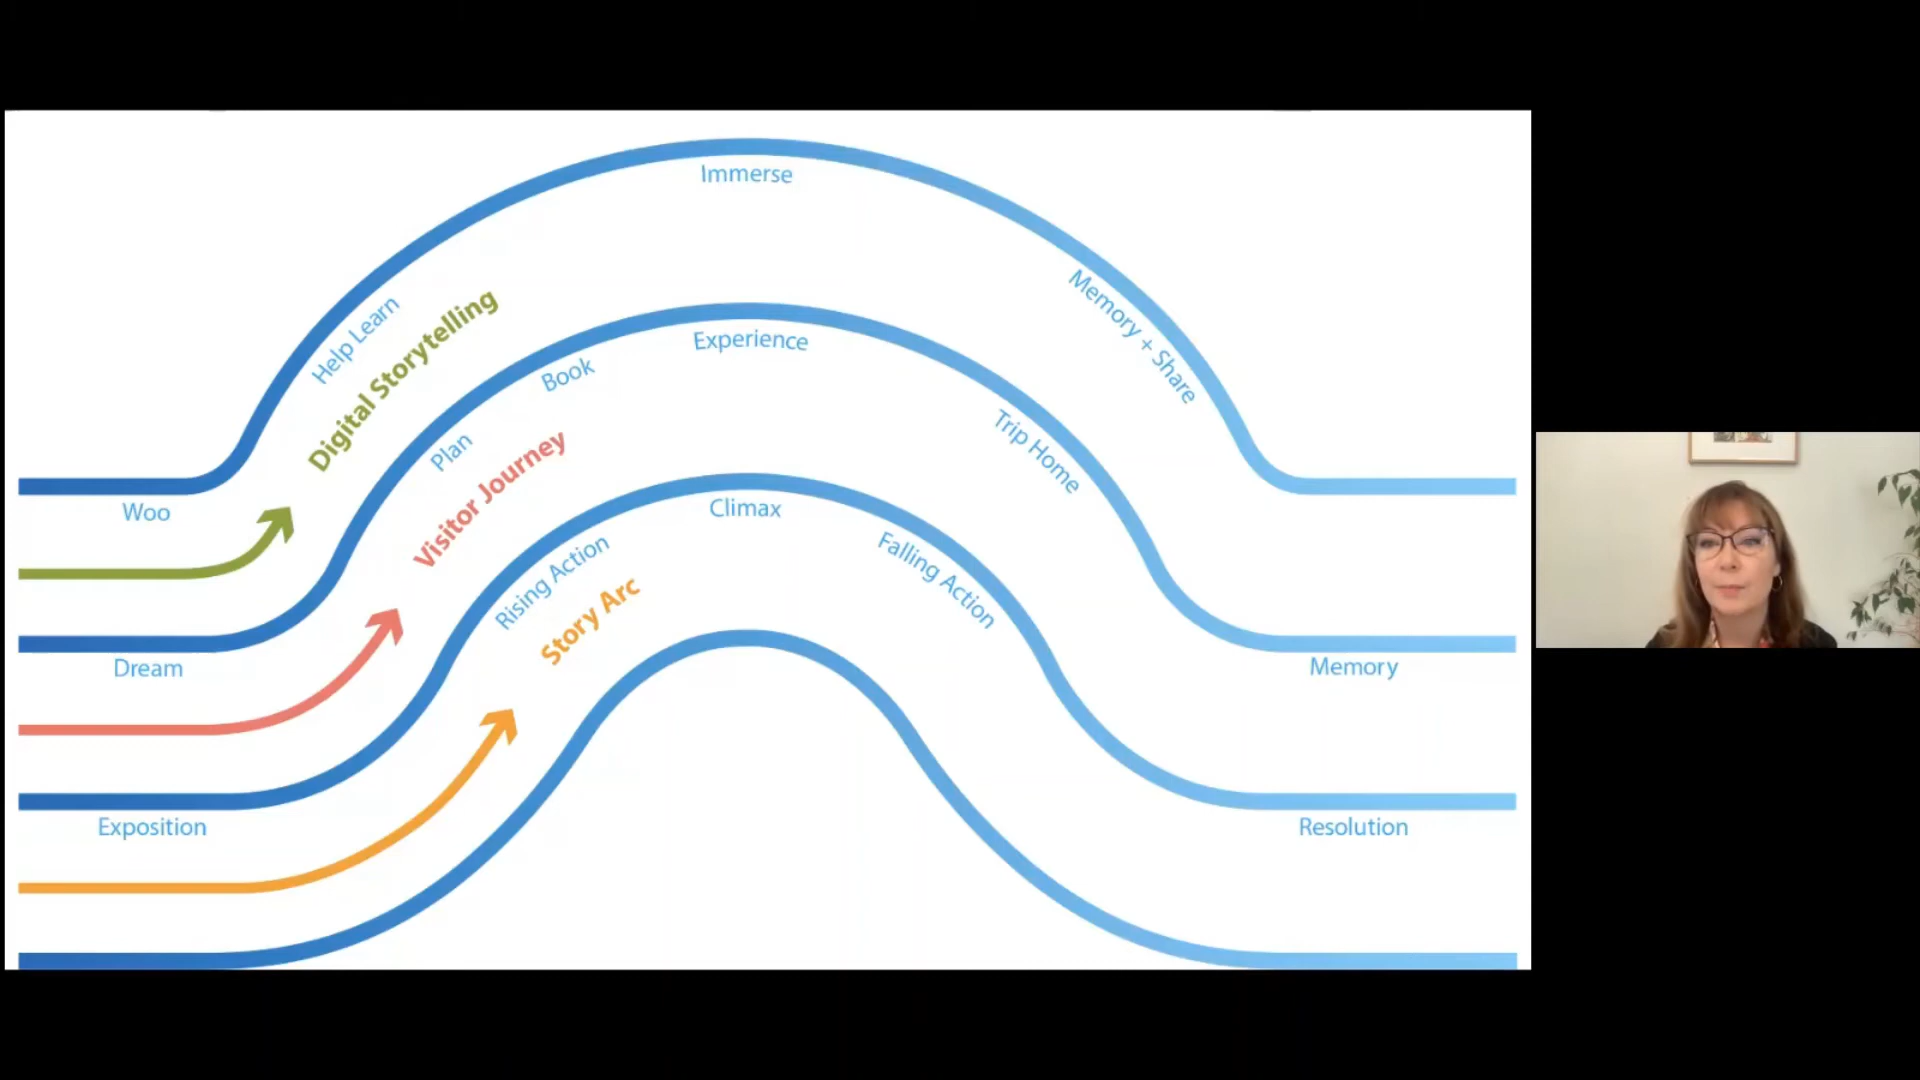 Immerse
Help Learn
Digital Storytelling
Memory + Share
Woo
Experience
Book
Plan
Visitor Journey
Trip Home
Dream
Memory
Climax
Rising Action
Story Arc
Falling Action
Exposition
Resolution